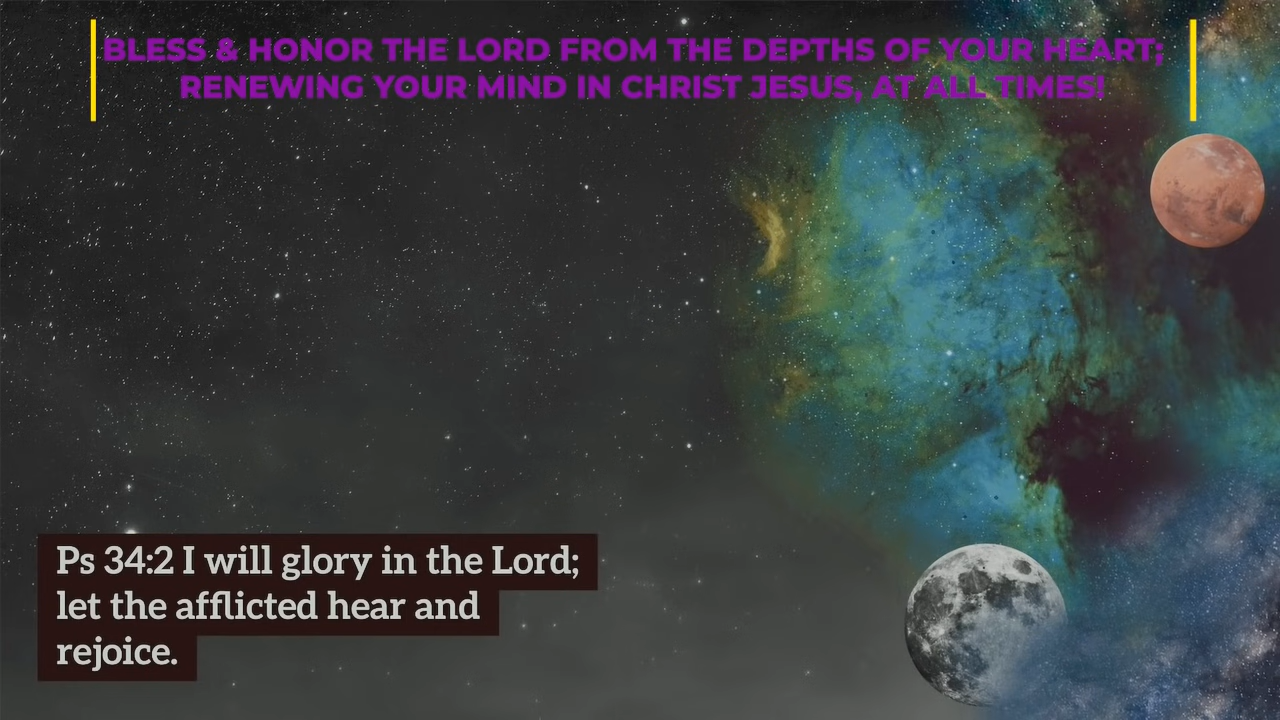 BLESS & HONOR THE LORD FROM THE DEPTHS OF YOUR HEART;
RENEWING YOUR MIND IN CHRIST JESUS, AT ALL TIMES!
Ps 34:2 I will glory in the Lord;
let the afflicted hear and
rejoice.